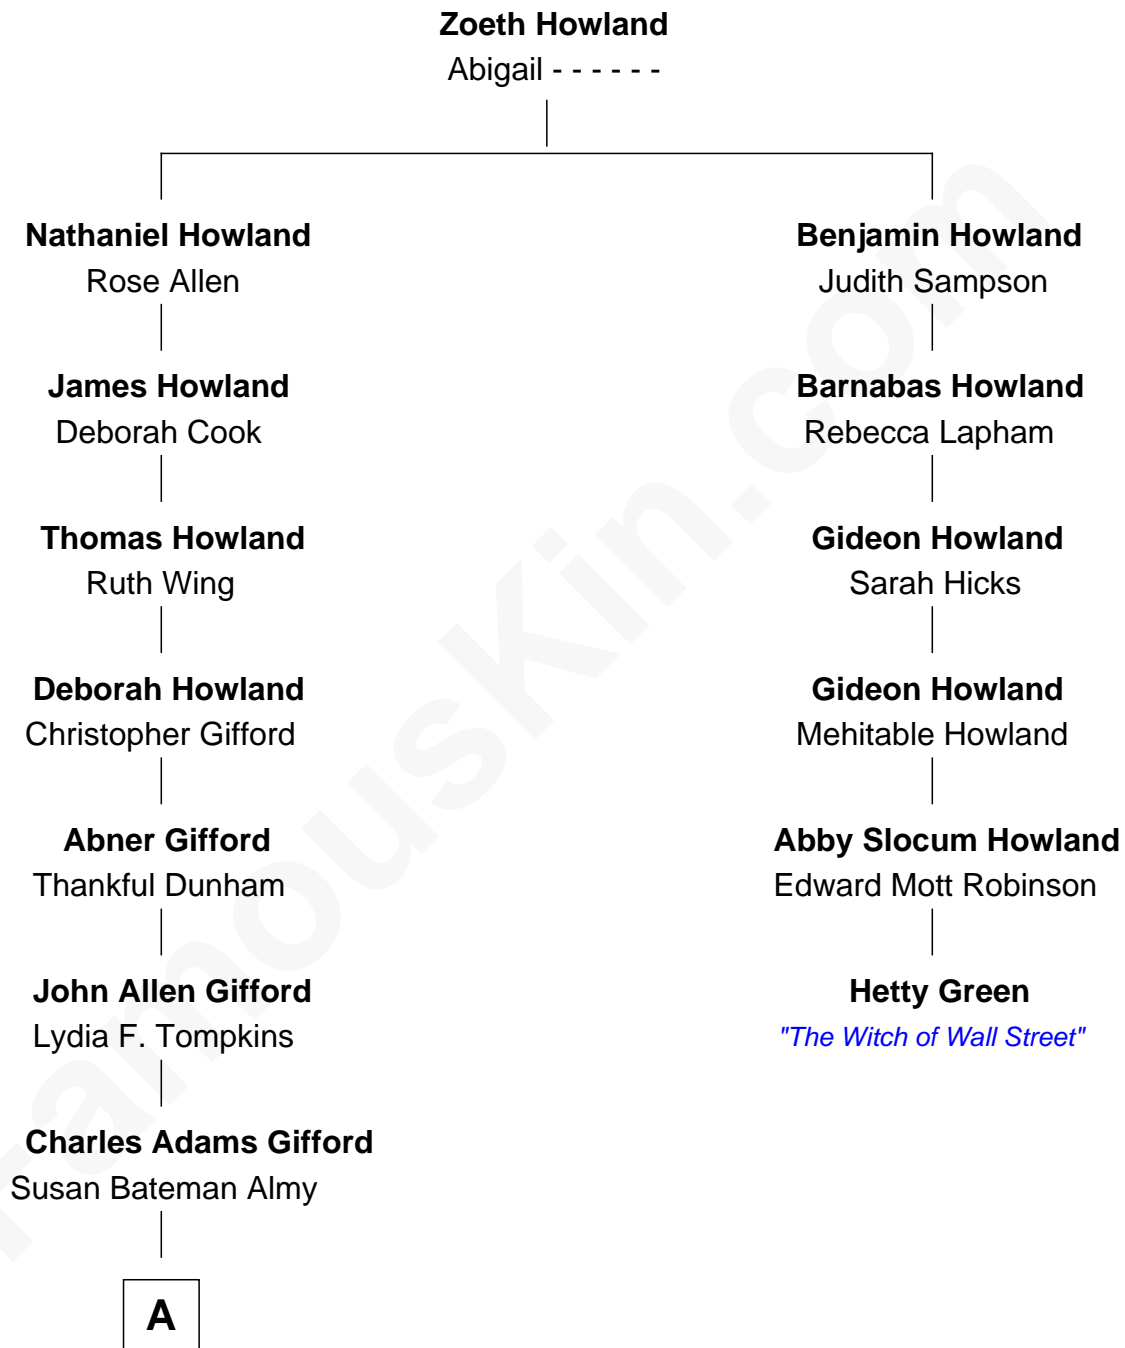 Zoeth Howland
Abigail - - - - - -
Nathaniel Howland
Rose Allen
Benjamin Howland
Judith Sampson
James Howland
Deborah Cook
Barnabas Howland
Rebecca Lapham
Thomas Howland
Ruth Wing
Gideon Howland
Sarah Hicks
Deborah Howland
Christopher Gifford
Gideon Howland
Mehitable Howland
Abner Gifford
Thankful Dunham
Abby Slocum Howland
Edward Mott Robinson
John Allen Gifford
Lydia F. Tompkins
Hetty Green
"The Witch of Wall Street"
Charles Adams Gifford
Susan Bateman Almy
A
FamousKin.com